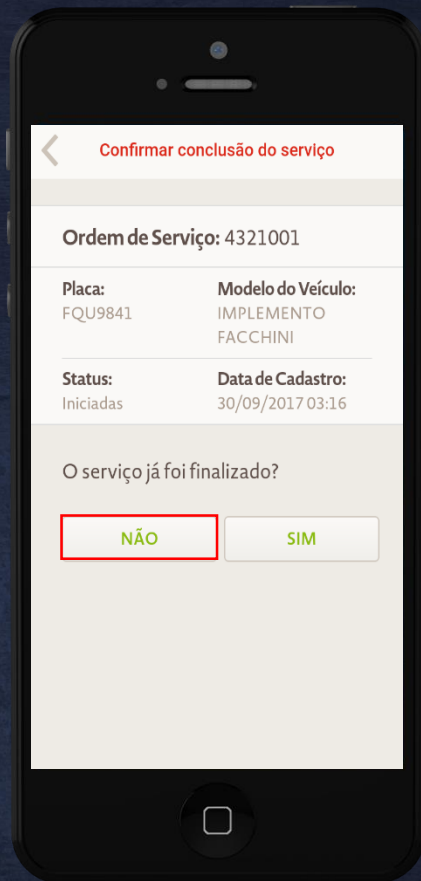 Confirmar conclusão do serviço
Ordem de Serviço: 4321001
Placa:
FQU9841
Modelo do Veículo:
IMPLEMENTO
FACCHINI
Status:
Iniciadas
Data de Cadastro:
30/09/2017 03:16
O serviço já foi finalizado?
NÃO
SIM